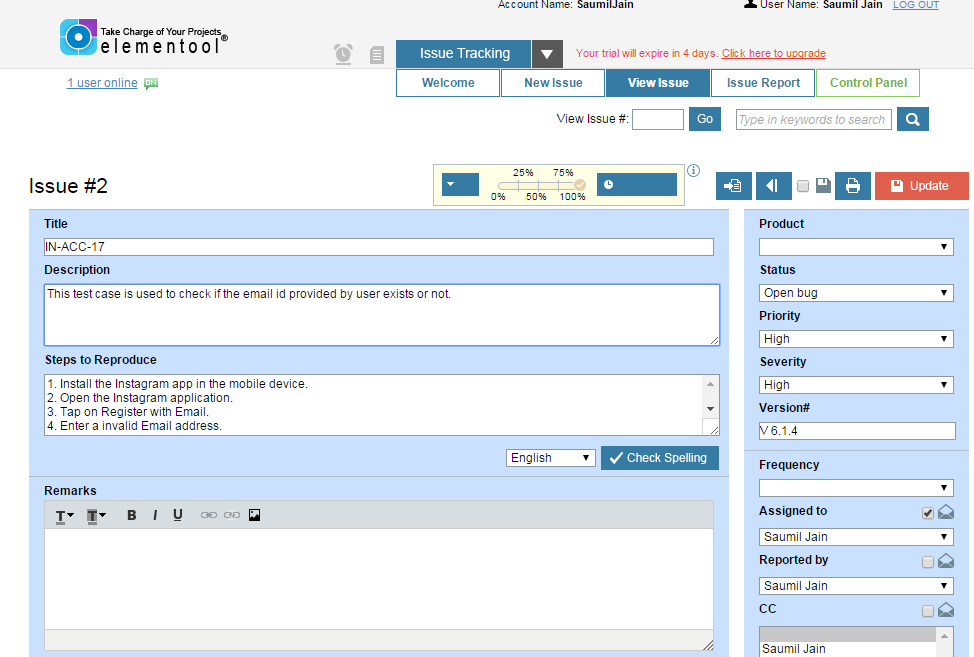 Account Name: SaumilJain
User Name: Saumil Jain LOG OUT
Take Charge of Your Projects
elementool®
Issue Tracking
Your trial will expire in 4 days. Click here to upgrade
1 user online
ON
Welcome New Issue View Issue Issue Report Control Panel
View Issue #: Go Type in keywords to search
Issue #2
25% 75%
0% 50% 100%
i
Update
Title
IN-ACC-17
Description
This test case is used to check if the email id provided by user exists or not.
Steps to Reproduce
1. Install the Instagram app in the mobile device.
2. Open the Instagram application.
3. Tap on Register with Email.
4. Enter a invalid Email address.
English Check Spelling
Remarks
T T B I U
Product
Status
Open bug
Priority
High
Severity
High
Version#
V 6.1.4
Frequency
Assigned to
Saumil Jain
Reported by
Saumil Jain
CC
Saumil Jain